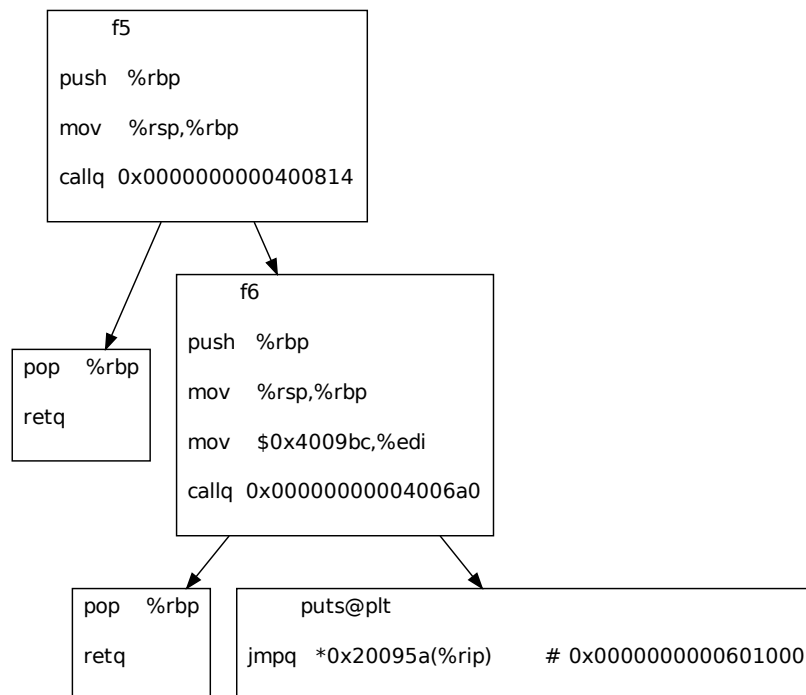 f5
push %rbp
mov %rsp,%rbp
callq 0x0000000000400814
f6
push %rbp
mov %rsp,%rbp
mov $0x4009bc,%edi
callq 0x00000000004006a0
pop %rbp
retq
pop %rbp
retq
puts@plt
jmpq *0x20095a(%rip) # 0x0000000000601000